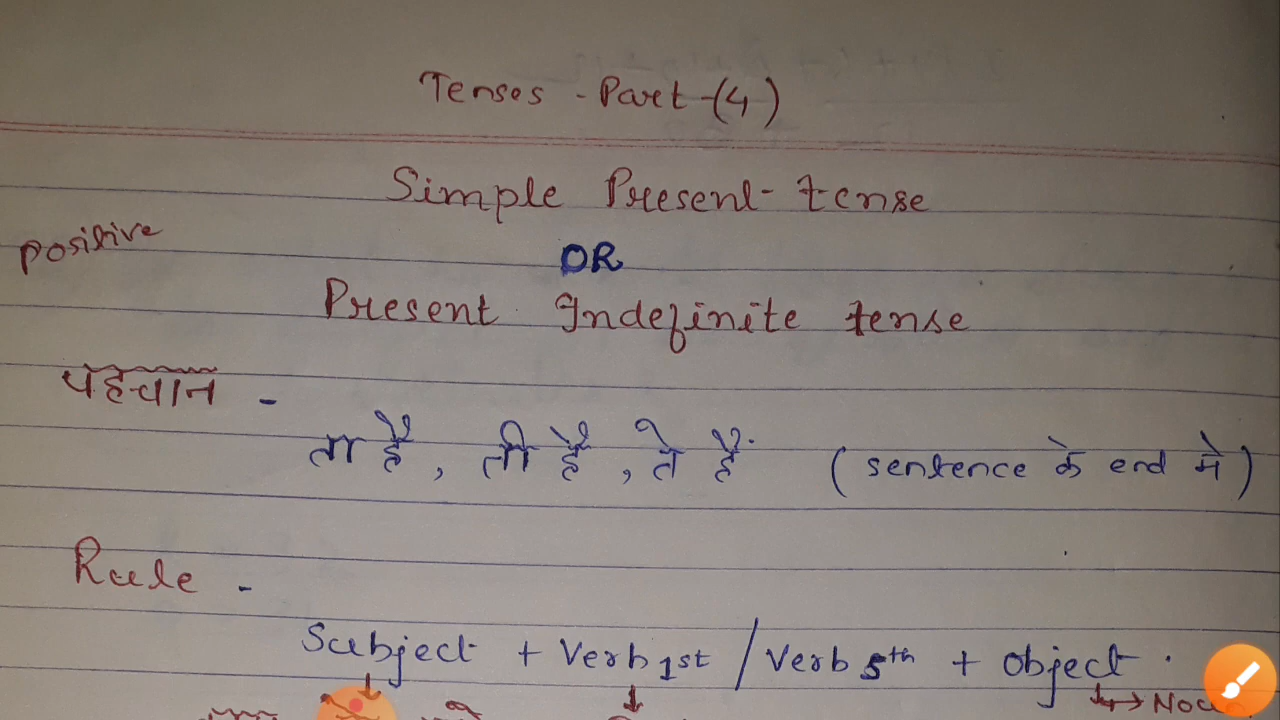 Tenses - Part-(4)
Simple Present tense
positive
OR
Present Indefinite tense
पहचान -
ता है, ती है, ते हैं (sentence के end मे)
Rule -
Subject + Verb 1st / Verb 5th + object.